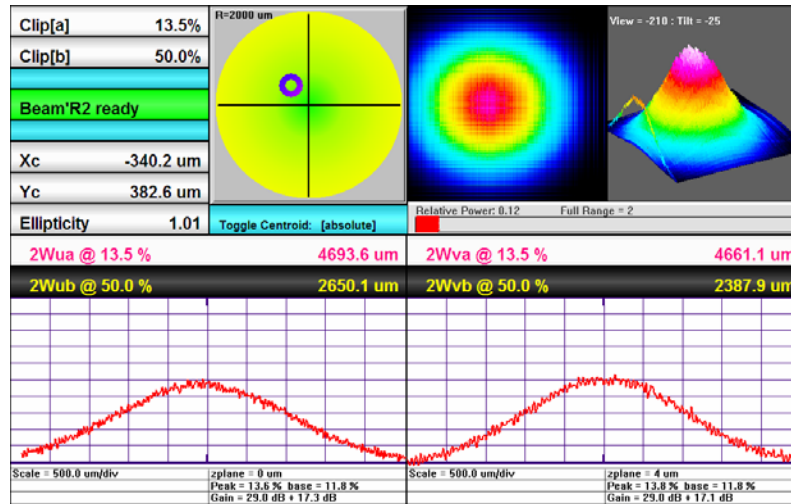 Clip[a] 13.5%
Clip[b] 50.0%
Beam'R2 ready
Xc -340.2 um
Yc 382.6 um
Ellipticity 1.01
R=2000 um
Toggle Centroid: [absolute]
View = -210 : Tilt = -25
Relative Power: 0.12 Full Range = 2
2Wua @ 13.5 % 4693.6 um
2Wub @ 50.0 % 2650.1 um
2Wva @ 13.5 % 4661.1 um
2Wvb @ 50.0 % 2387.9 um
Scale = 500.0 um/div
zplane = 0 um
Peak = 13.6 % base = 11.8 %
Gain = 29.0 dB + 17.3 dB
Scale = 500.0 um/div
zplane = 4 um
Peak = 13.8 % base = 11.8 %
Gain = 29.0 dB + 17.1 dB